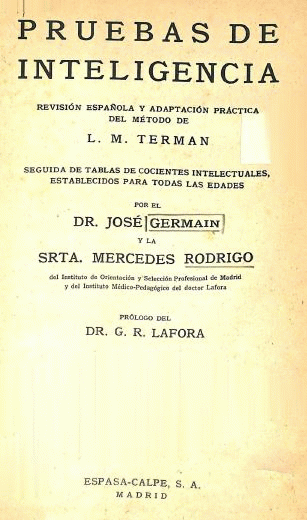 PRUEBAS DE
INTELIGENCIA
REVISIÓN ESPAÑOLA Y ADAPTACIÓN PRÁCTICA
DEL MÉTODO DE
L. M. TERMAN
SEGUIDA DE TABLAS DE COCIENTES INTELECTUALES,
ESTABLECIDOS PARA TODAS LAS EDADES
POR EL
DR. JOSÉ GERMAIN
Y LA
SRTA. MERCEDES RODRIGO
del Instituto de Orientación y Selección Profesional de Madrid
y del Instituto Médico-Pedagógico del doctor Lafora
PRÓLOGO DEL
DR. G. R. LAFORA
ESPASA-CALPE, S. A.
MADRID